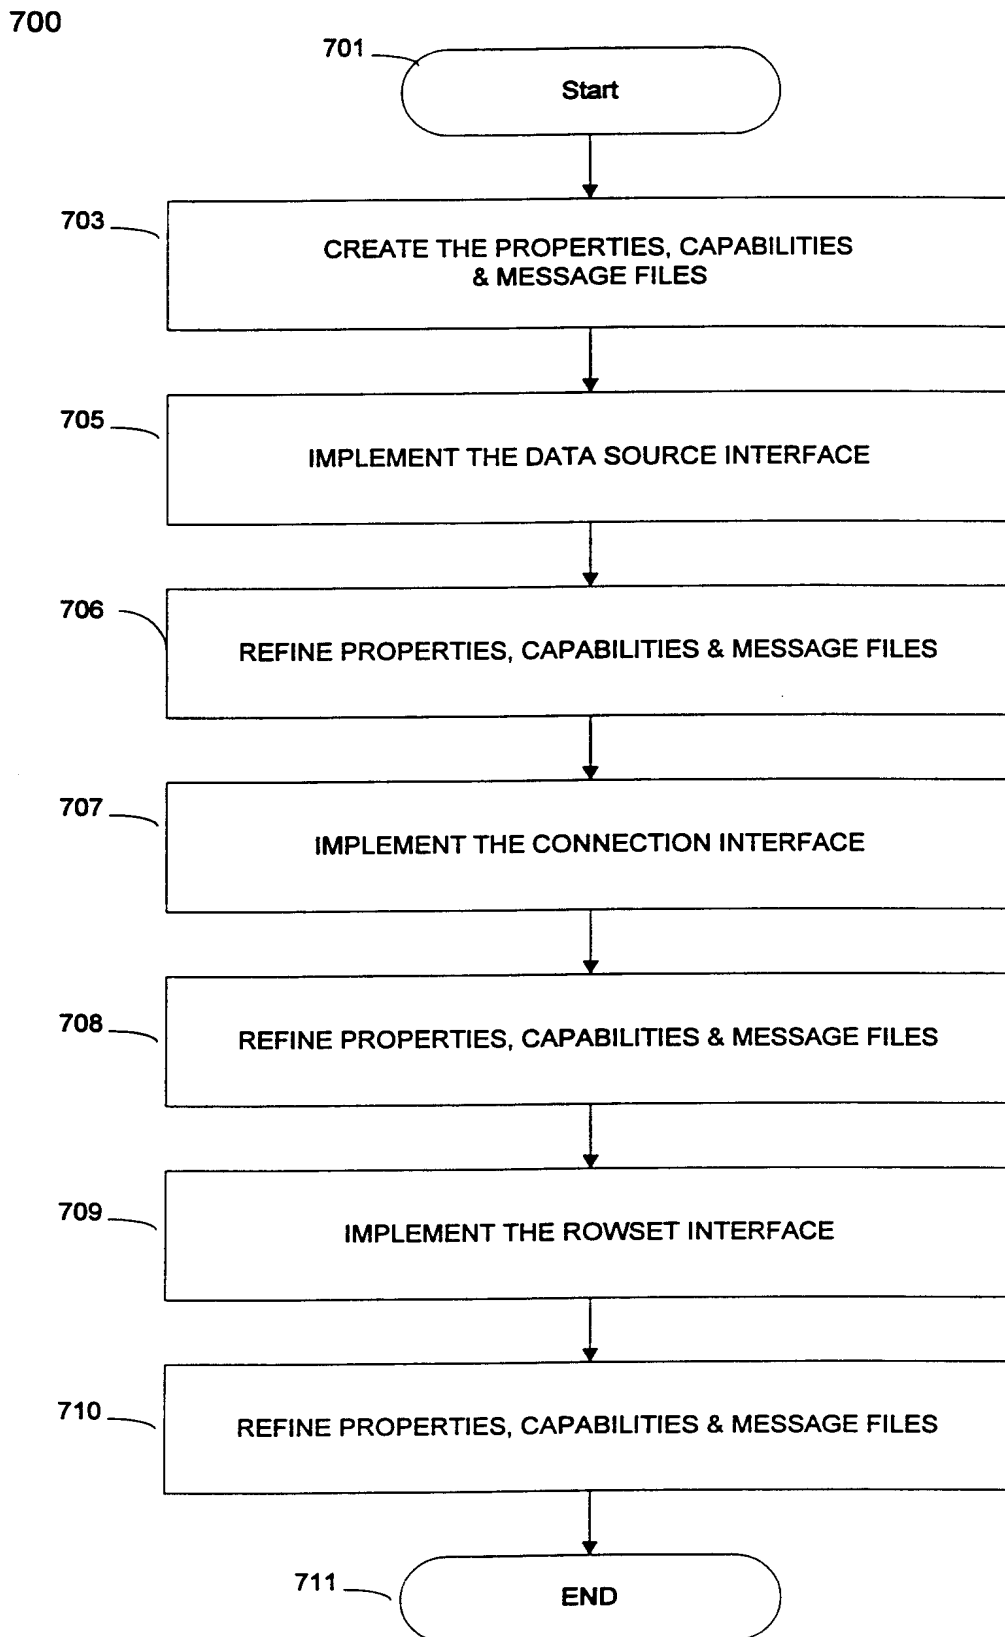 700
701
Start
703
CREATE THE PROPERTIES, CAPABILITIES
& MESSAGE FILES
705
IMPLEMENT THE DATA SOURCE INTERFACE
706
REFINE PROPERTIES, CAPABILITIES & MESSAGE FILES
707
IMPLEMENT THE CONNECTION INTERFACE
708
REFINE PROPERTIES, CAPABILITIES & MESSAGE FILES
709
IMPLEMENT THE ROWSET INTERFACE
710
REFINE PROPERTIES, CAPABILITIES & MESSAGE FILES
711
END